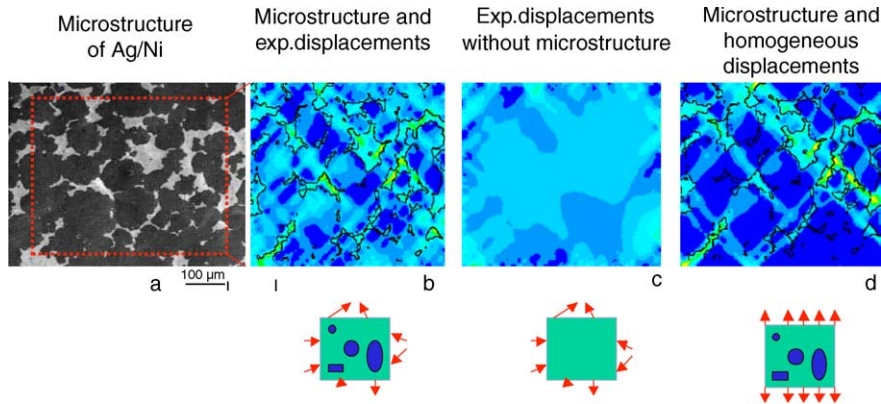 Microstructure
of Ag/Ni
Microstructure and
exp.displacements
Exp.displacements
without microstructure
Microstructure and
homogeneous
displacements
a
100 µm
b
c
d